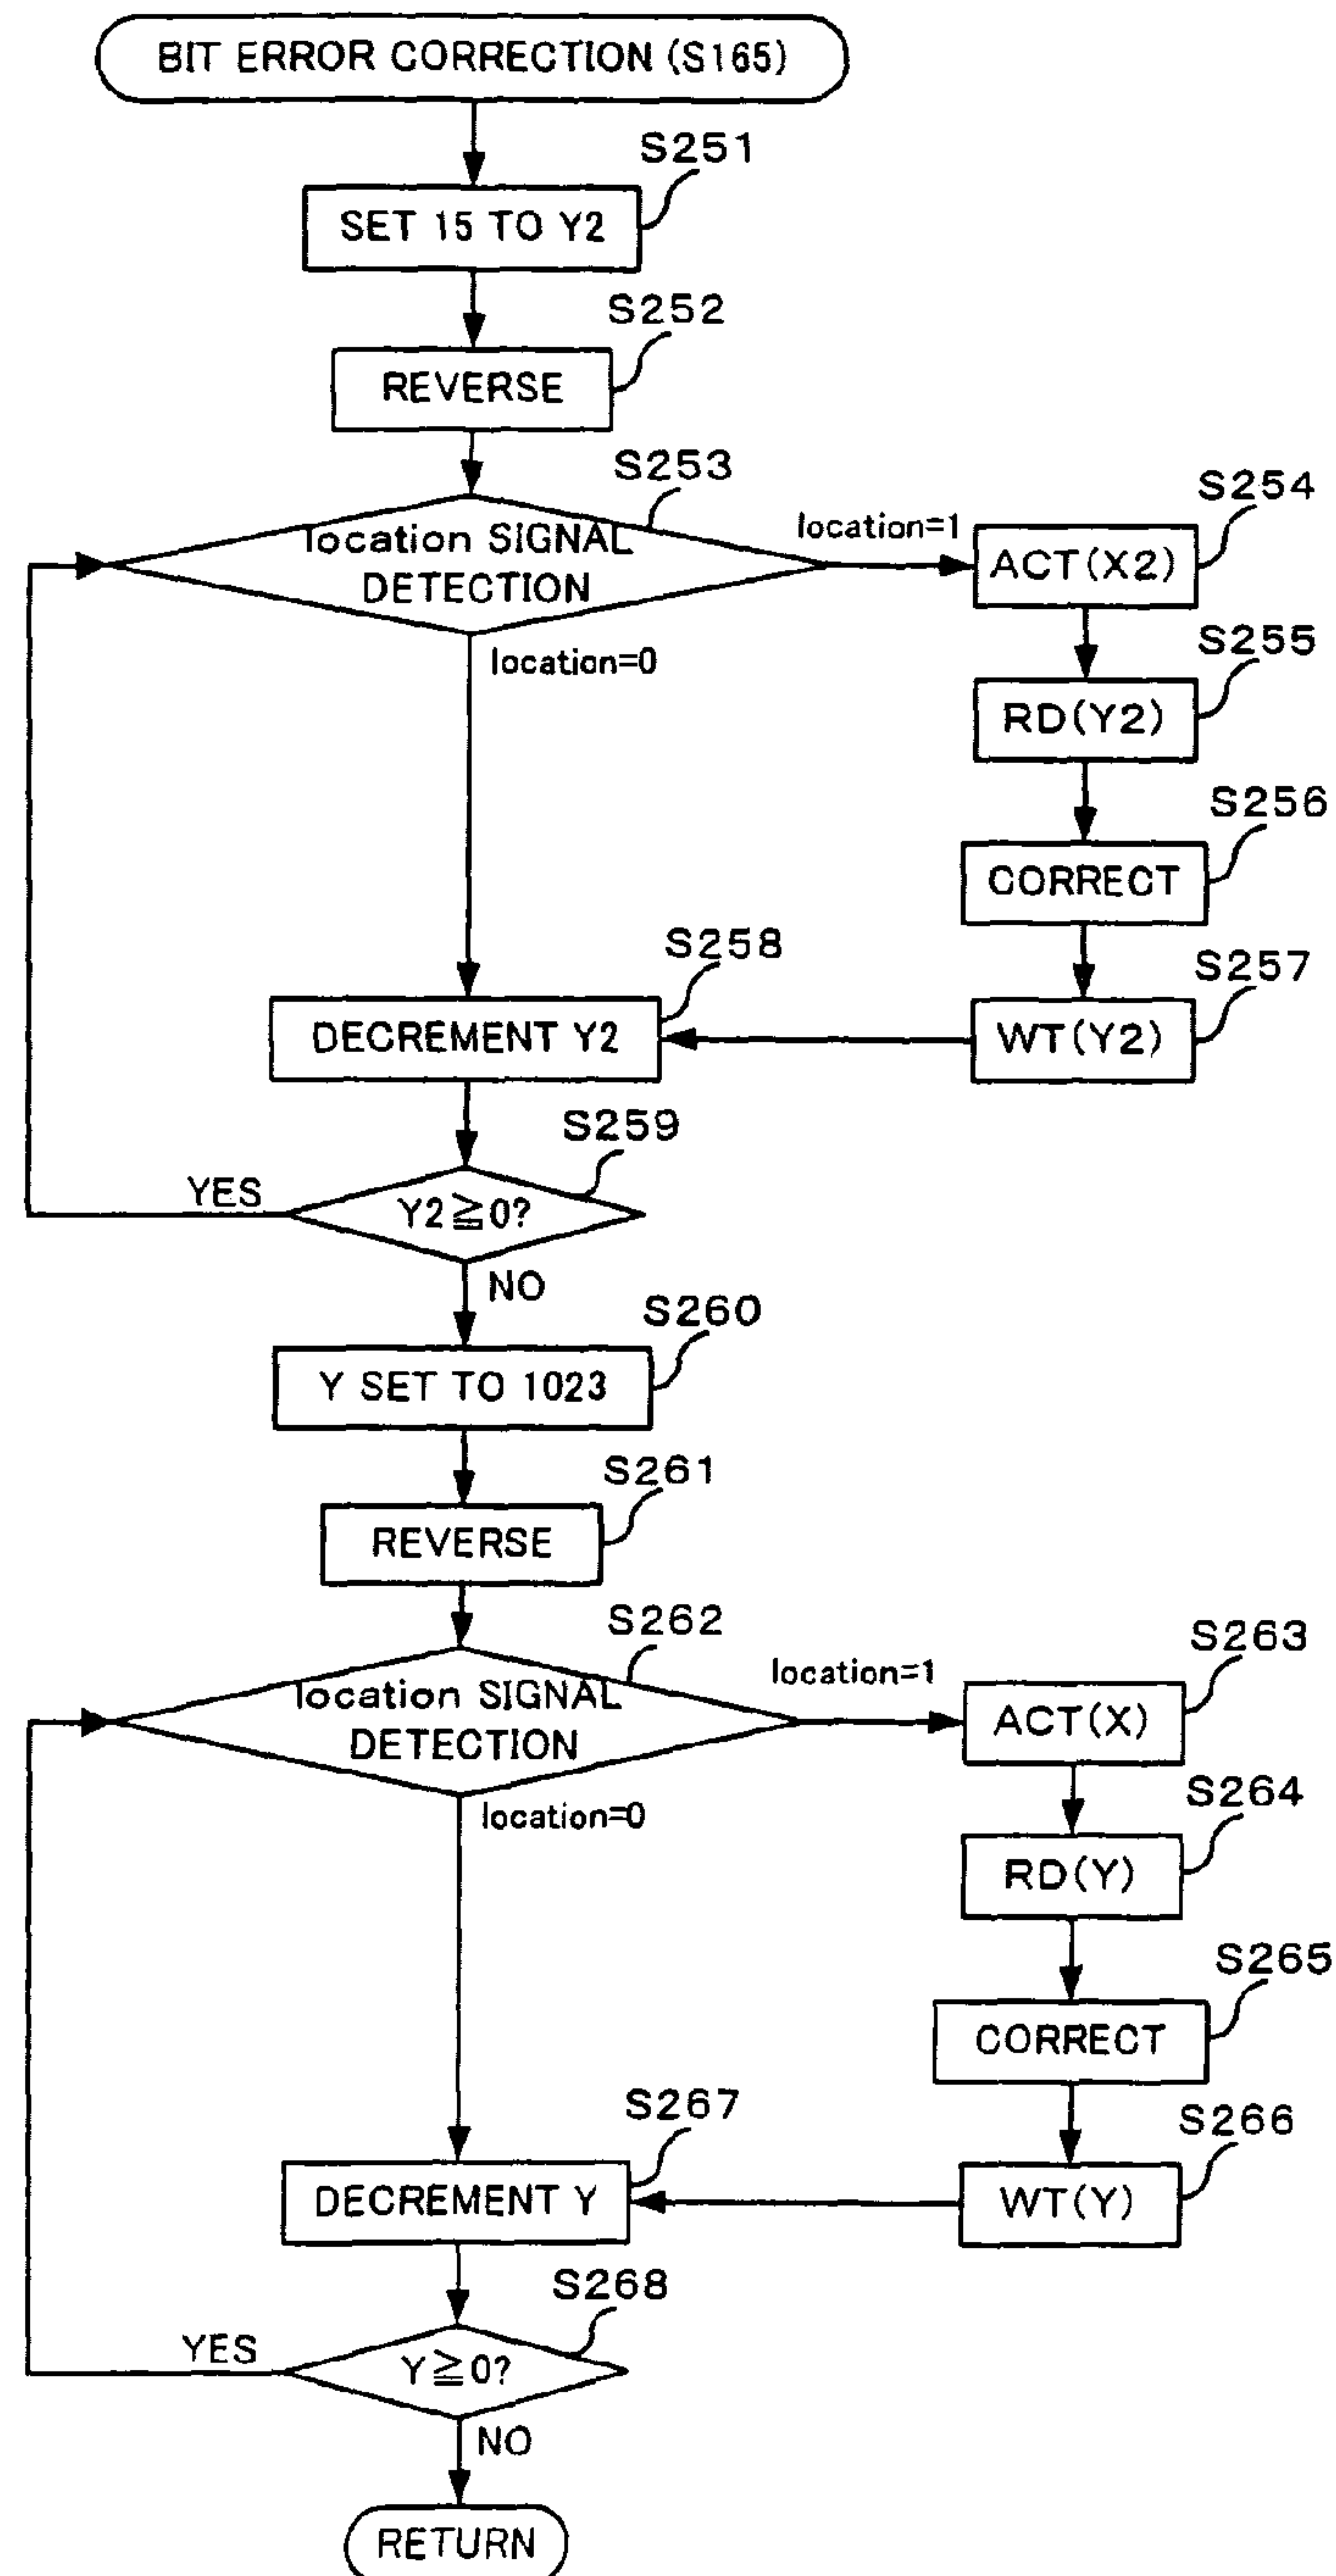 BIT ERROR CORRECTION (S165)
S251
SET 15 TO Y2
S252
REVERSE
S253
location SIGNAL
DETECTION
location=1
location=0
S254
ACT(X2)
S255
RD(Y2)
S256
CORRECT
S257
WT(Y2)
S258
DECREMENT Y2
S259
Y2≧0?
YES
NO
S260
Y SET TO 1023
S261
REVERSE
S262
location SIGNAL
DETECTION
location=1
location=0
S263
ACT(X)
S264
RD(Y)
S265
CORRECT
S266
WT(Y)
S267
DECREMENT Y
S268
Y≧0?
YES
NO
RETURN